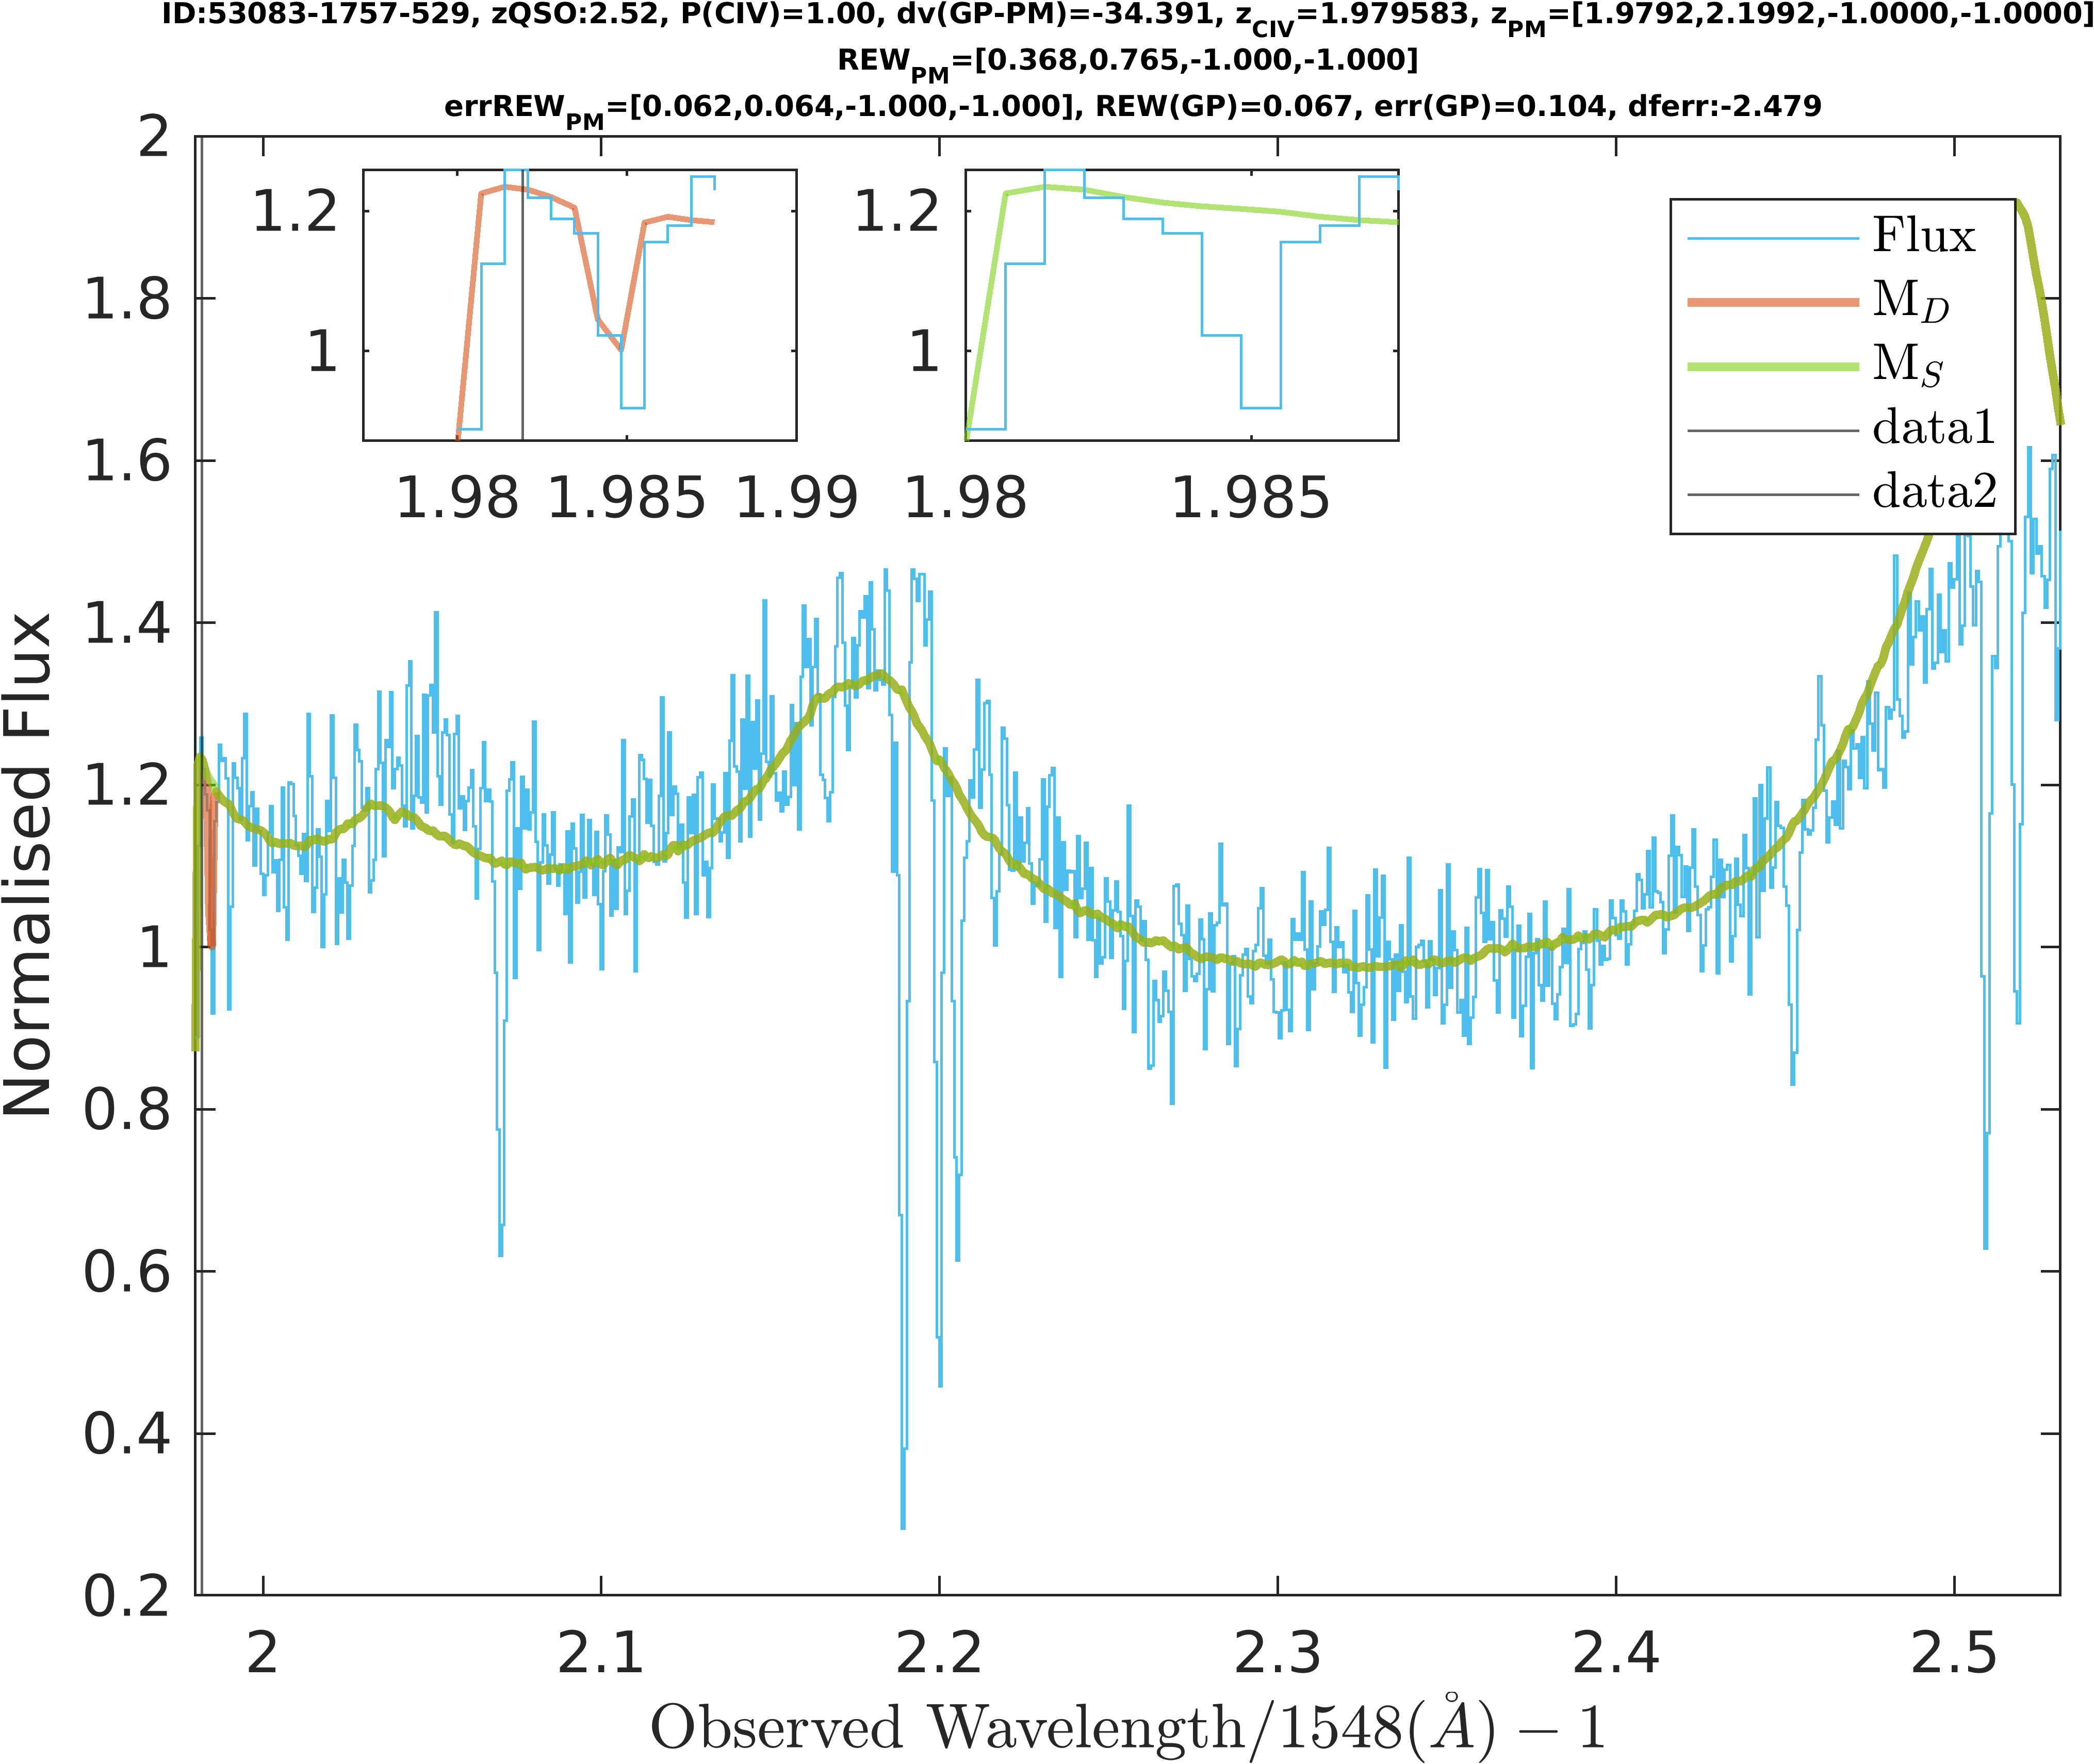 ID:53083-1757-529, zQSO:2.52, P(CIV)=1.00, dv(GP-PM)=-34.391, zCIV=1.979583, zPM=[1.9792,2.1992,-1.0000,-1.0000]
REWPM=[0.368,0.765,-1.000,-1.000]
errREWPM=[0.062,0.064,-1.000,-1.000], REW(GP)=0.067, err(GP)=0.104, dferr:-2.479
2
1.8
1.6
1.4
1.2
1
0.8
0.6
0.4
0.2
Normalised Flux
1.2
1
1.98 1.985 1.99
1.2
1
1.98 1.985
Flux
MD
MS
data1
data2
2 2.1 2.2 2.3 2.4 2.5
Observed Wavelength/1548(Å) − 1